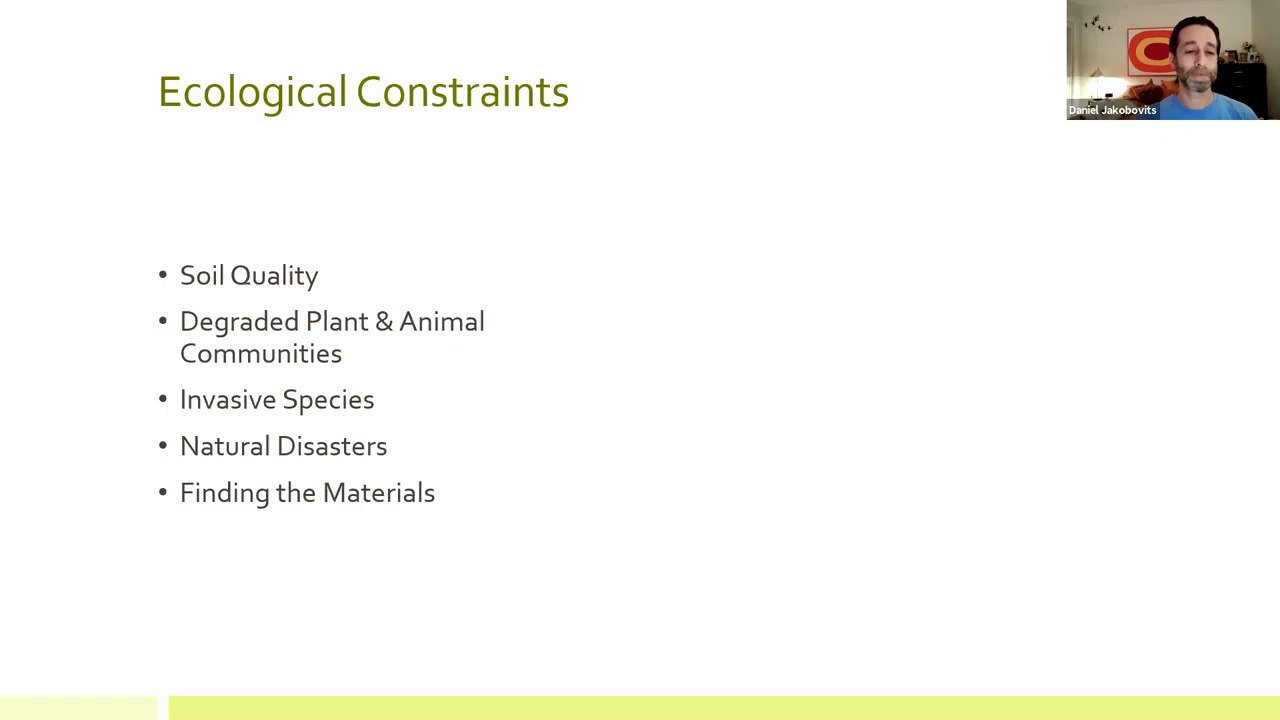 Ecological Constraints
Daniel Jakobovits
• Soil Quality
• Degraded Plant & Animal
Communities
• Invasive Species
• Natural Disasters
• Finding the Materials